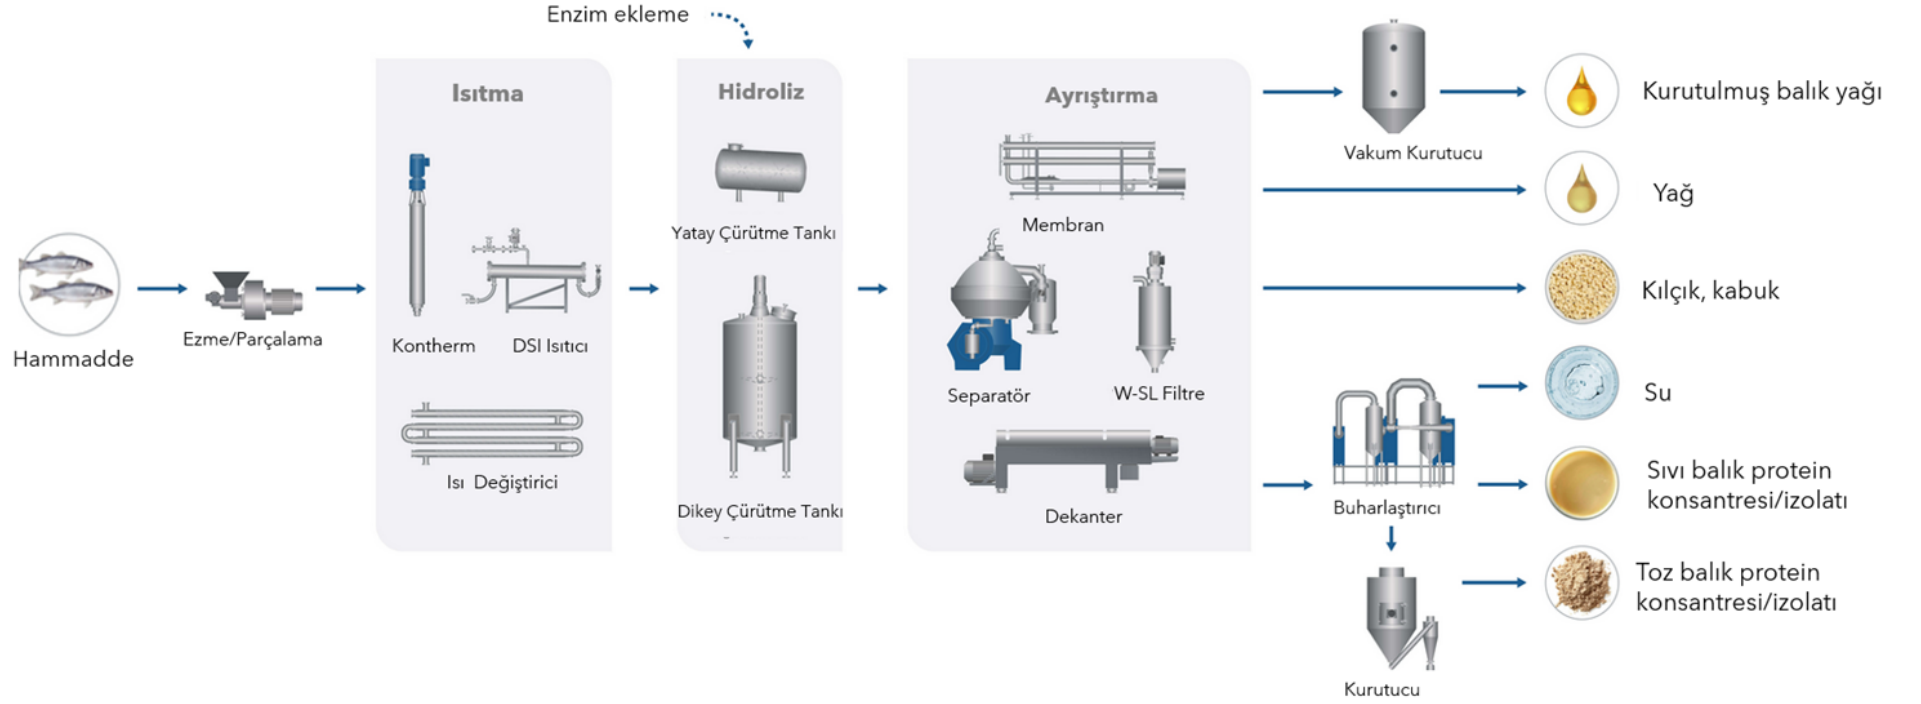 Enzim ekleme
Isıtma
Hidroliz
Ayrıştırma
Kurutulmuş balık yağı
Vakum Kurutucu
Yağ
Membran
Yatay Çürütme Tankı
Kılçık, kabuk
Ezme/Parçalama
Kontherm
DSI Isıtıcı
Hammadde
Separatör
W-SL Filtre
Su
Isı Değiştirici
Dikey Çürütme Tankı
Dekanter
Buharlaştırıcı
Sıvı balık protein
konsantresi/izolatı
Toz balık protein
konsantresi/izolatı
Kurutucu